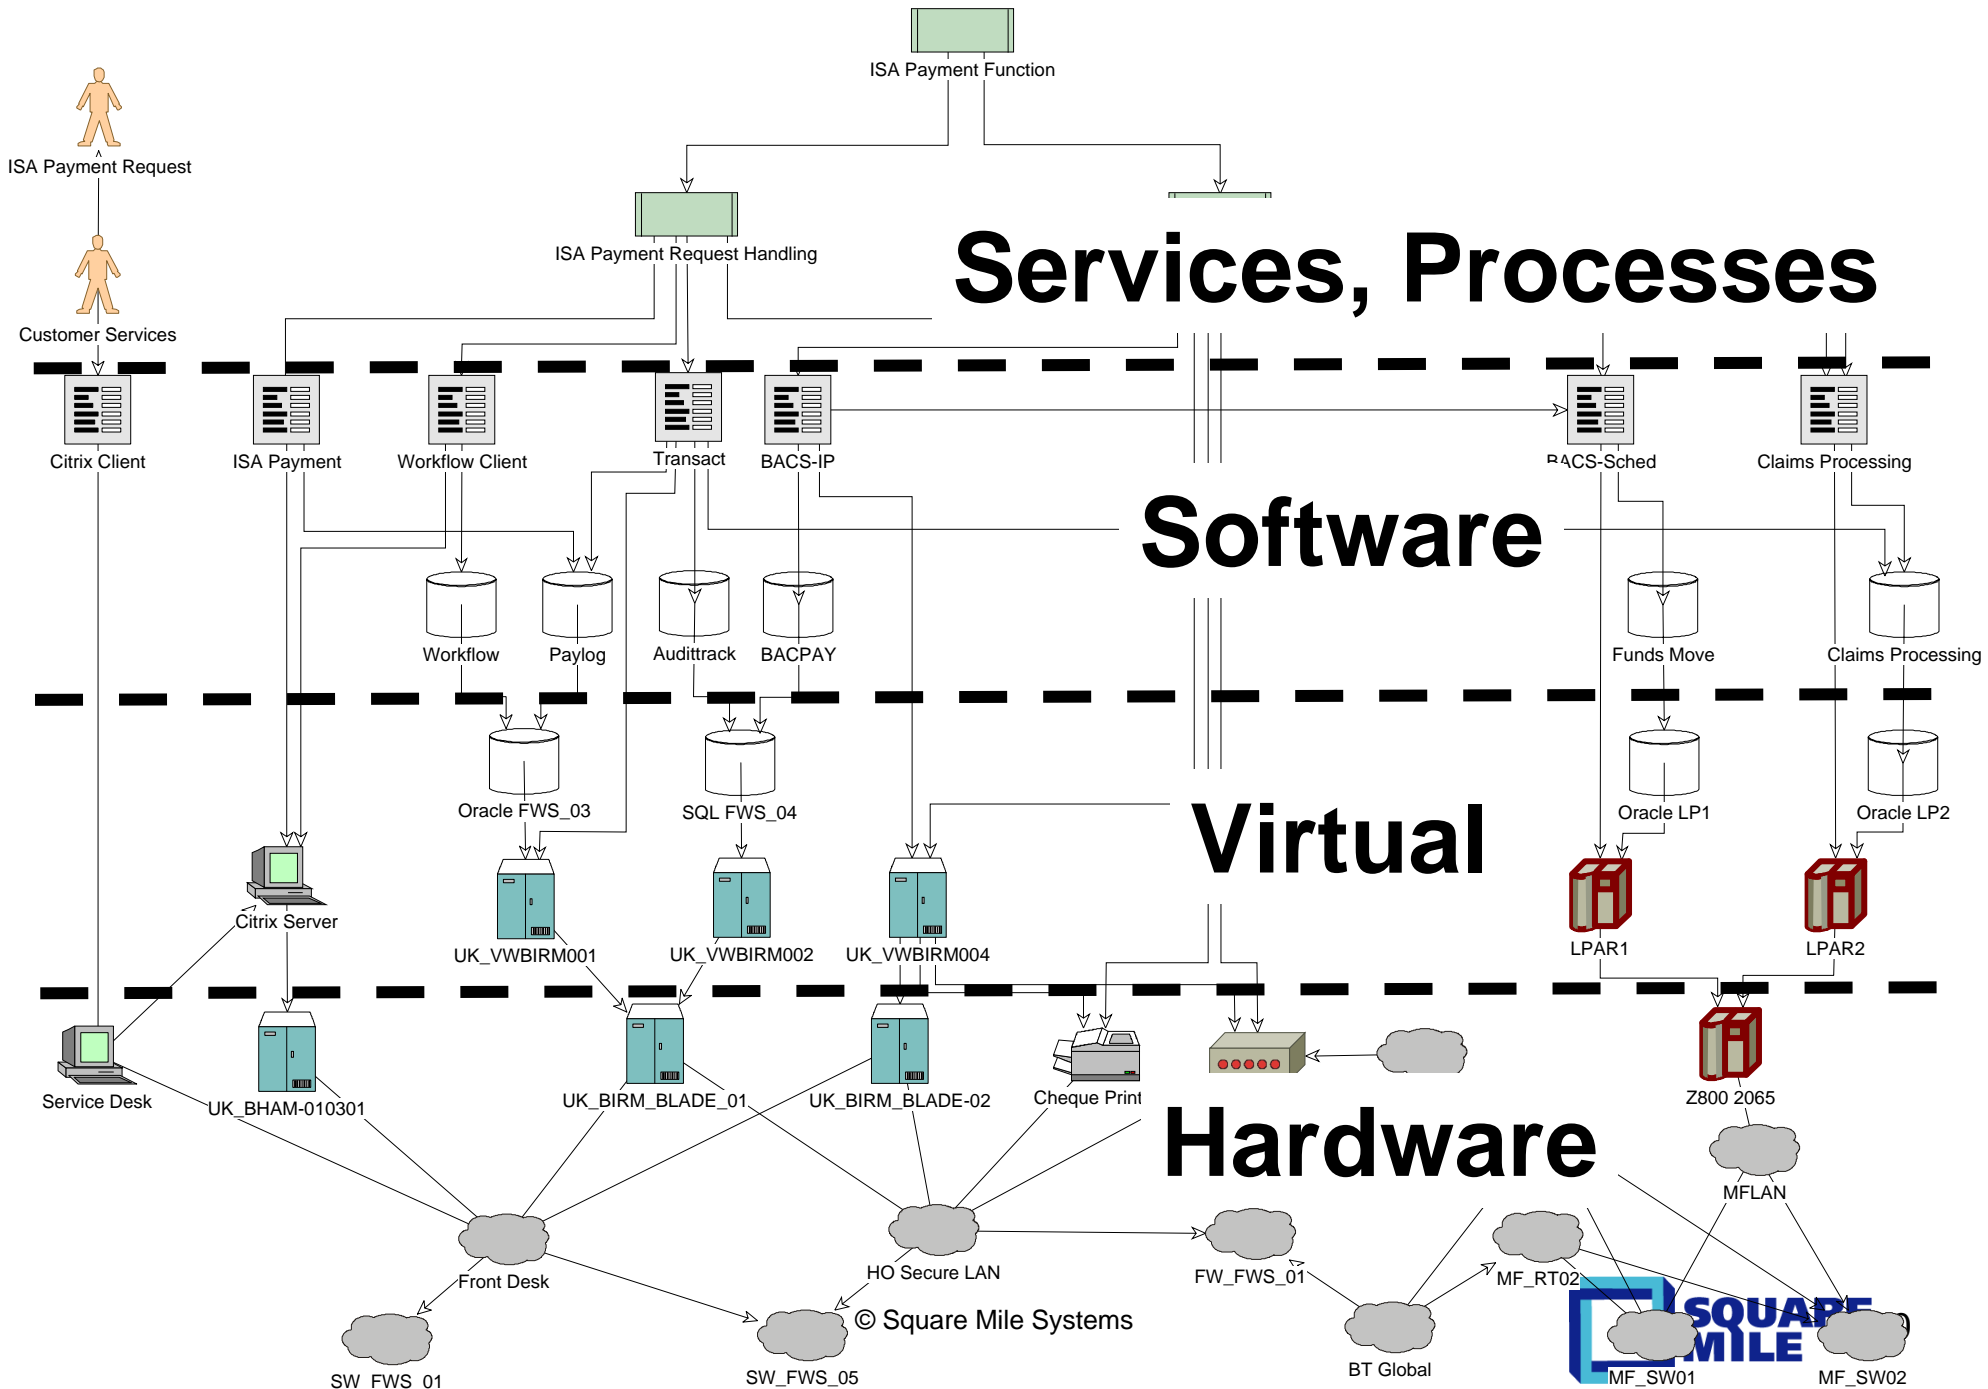 ISA Payment Function
ISA Payment Request
ISA Payment Request Handling
Services, Processes
Customer Services
Citrix Client
ISA Payment
Workflow Client
Transact
BACS-IP
BACS-Sched
Claims Processing
Software
Workflow
Paylog
Audittrack
BACPAY
Funds Move
Claims Processing
Oracle FWS_03
SQL FWS_04
Virtual
Oracle LP1
Oracle LP2
Citrix Server
UK_VWBIRM001
UK_VWBIRM002
UK_VWBIRM004
LPAR1
LPAR2
Service Desk
UK_BHAM-010301
UK_BIRM_BLADE_01
UK_BIRM_BLADE-02
Cheque Print
Z800 2065
Hardware
MFLAN
Front Desk
HO Secure LAN
FW_FWS_01
MF_RT02
© Square Mile Systems
SQUARE
MILE
SW_FWS_01
SW_FWS_05
BT Global
MF_SW01
MF_SW02